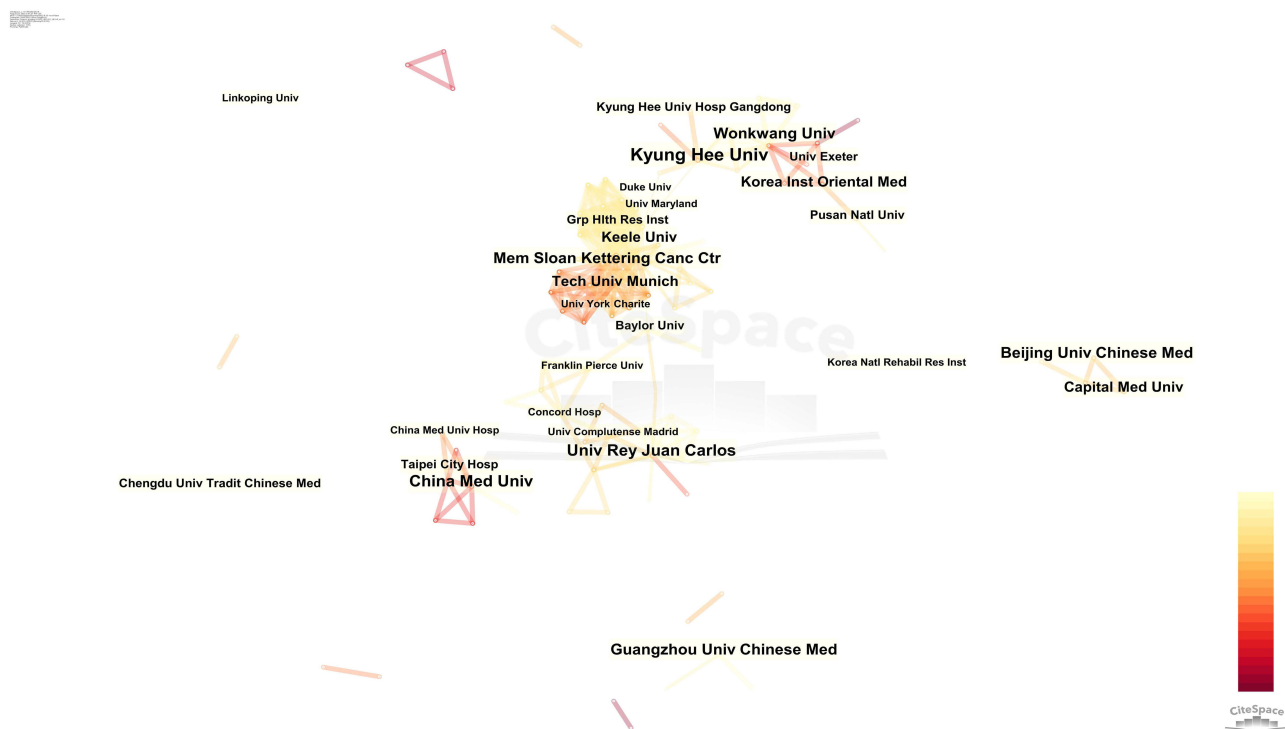 Linkoping Univ
Kyung Hee Univ Hosp Gangdong
Wonkwang Univ
Kyung Hee Univ
Univ Exeter
Korea Inst Oriental Med
Duke Univ
Univ Maryland
Pusan Natl Univ
Grp Hlth Res Inst
Keele Univ
Mem Sloan Kettering Canc Ctr
Tech Univ Munich
Univ York Charite
Baylor Univ
CiteSpace
Beijing Univ Chinese Med
Franklin Pierce Univ
Korea Natl Rehabil Res Inst
Capital Med Univ
Concord Hosp
China Med Univ Hosp
Univ Complutense Madrid
Univ Rey Juan Carlos
Taipei City Hosp
China Med Univ
Chengdu Univ Tradit Chinese Med
Guangzhou Univ Chinese Med
CiteSpace